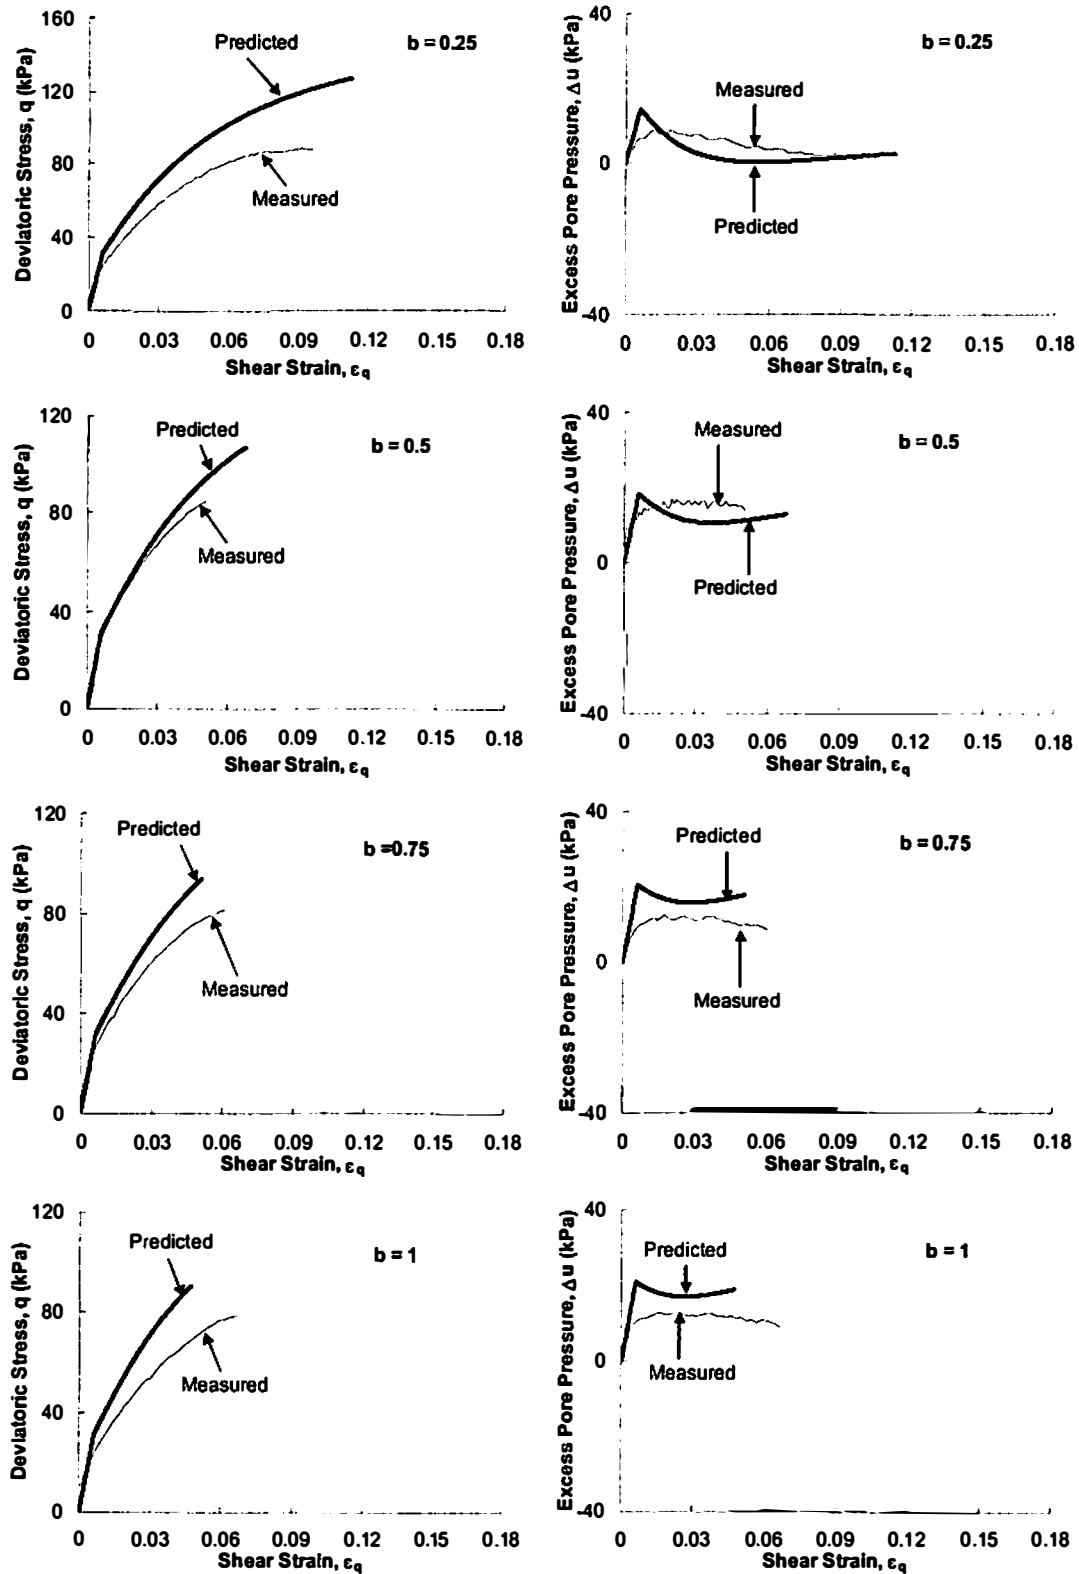 160
120
80
40
0
Deviatoric Stress, q (kPa)
Predicted
b = 0.25
Measured
0 0.03 0.06 0.09 0.12 0.15 0.18
Shear Strain, εq
40
0
-40
Excess Pore Pressure, Δu (kPa)
b = 0.25
Measured
Predicted
0 0.03 0.06 0.09 0.12 0.15 0.18
Shear Strain, εq
120
80
40
0
Deviatoric Stress, q (kPa)
Predicted
b = 0.5
Measured
0 0.03 0.06 0.09 0.12 0.15 0.18
Shear Strain, εq
40
0
-40
Excess Pore Pressure, Δu (kPa)
Measured
b = 0.5
Predicted
0 0.03 0.06 0.09 0.12 0.15 0.18
Shear Strain, εq
120
80
40
0
Deviatoric Stress, q (kPa)
Predicted
b =0.75
Measured
0 0.03 0.06 0.09 0.12 0.15 0.18
Shear Strain, εq
40
0
-40
Excess Pore Pressure, Δu (kPa)
Predicted
b = 0.75
Measured
0 0.03 0.06 0.09 0.12 0.15 0.18
Shear Strain, εq
120
80
40
0
Deviatoric Stress, q (kPa)
Predicted
b = 1
Measured
0 0.03 0.06 0.09 0.12 0.15 0.18
Shear Strain, εq
40
0
-40
Excess Pore Pressure, Δu (kPa)
Predicted
b = 1
Measured
0 0.03 0.06 0.09 0.12 0.15 0.18
Shear Strain, εq